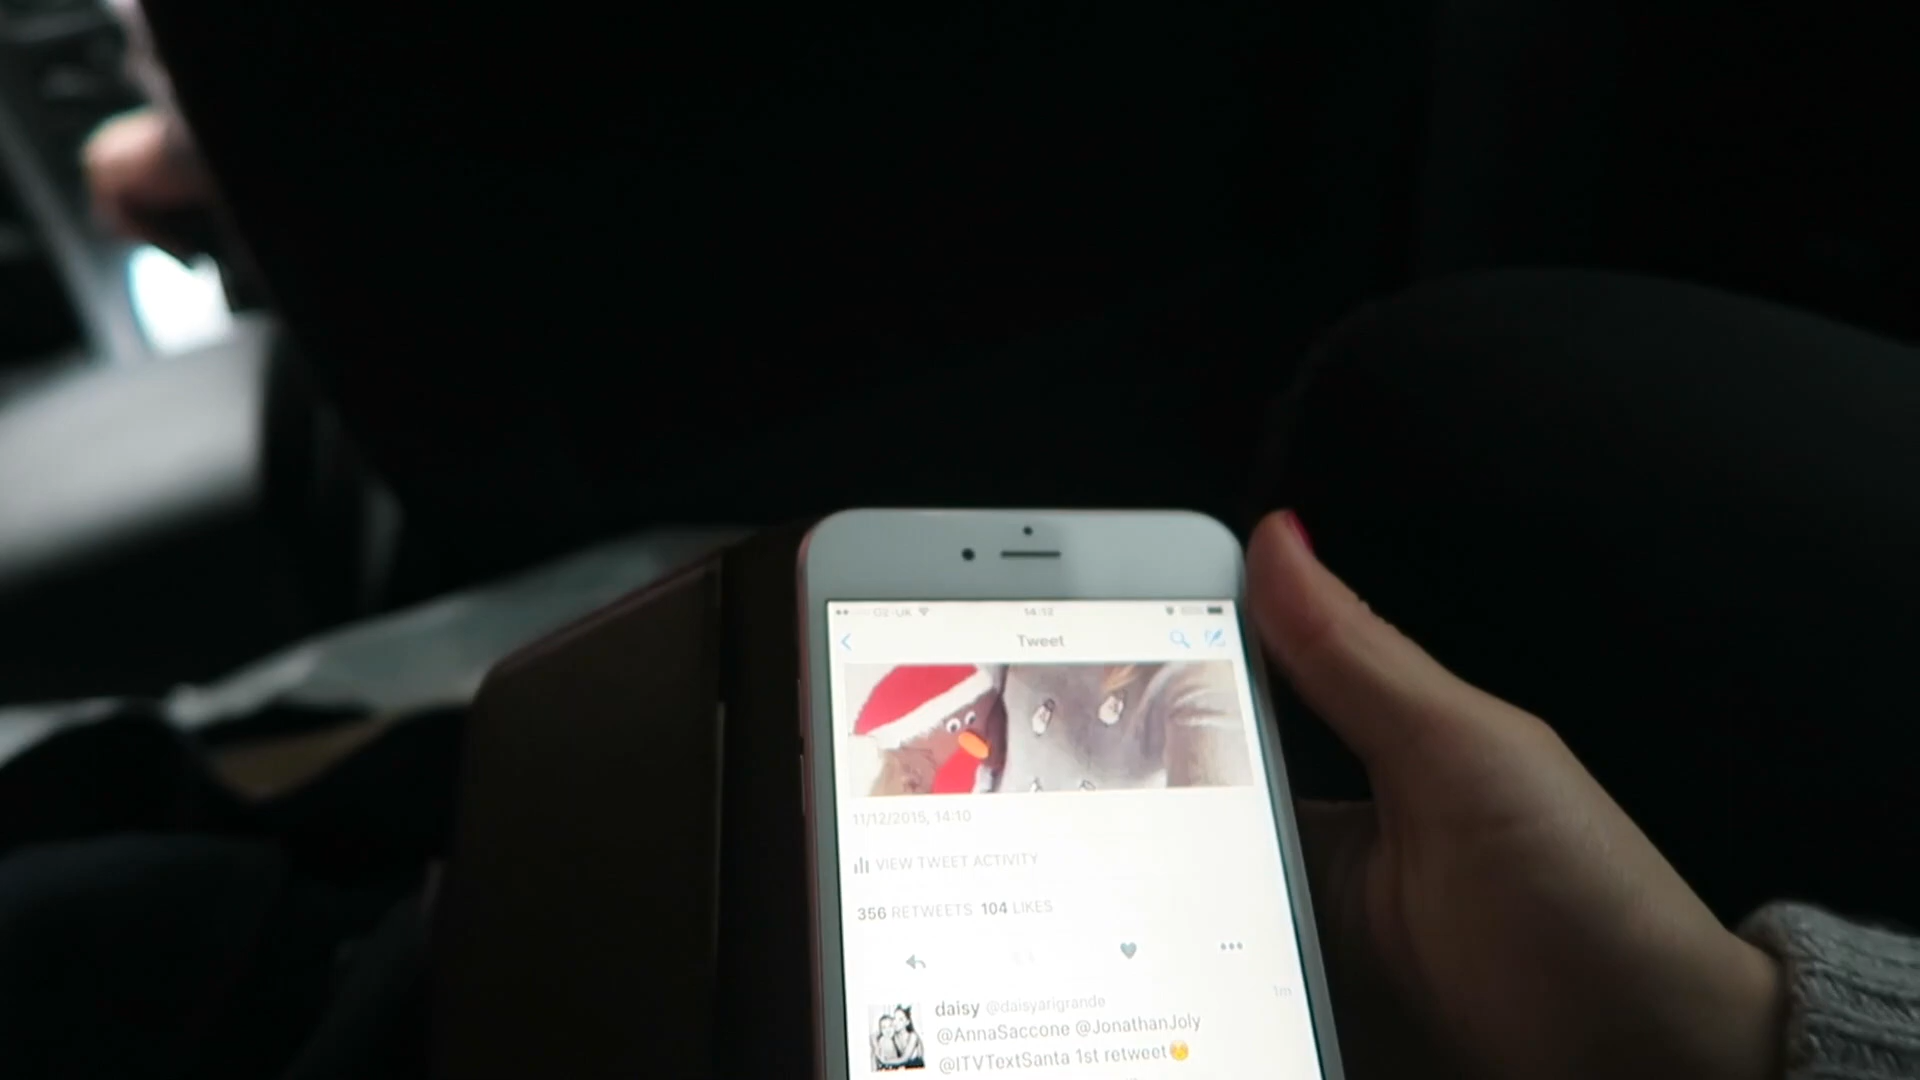 O2-UK 14:12
Tweet
11/12/2015, 14:10
VIEW TWEET ACTIVITY
356 RETWEETS 104 LIKES
daisy @daisyarigrande 1m
@AnnaSaccone @JonathanJoly
@ITVTextSanta 1st retweet☺️